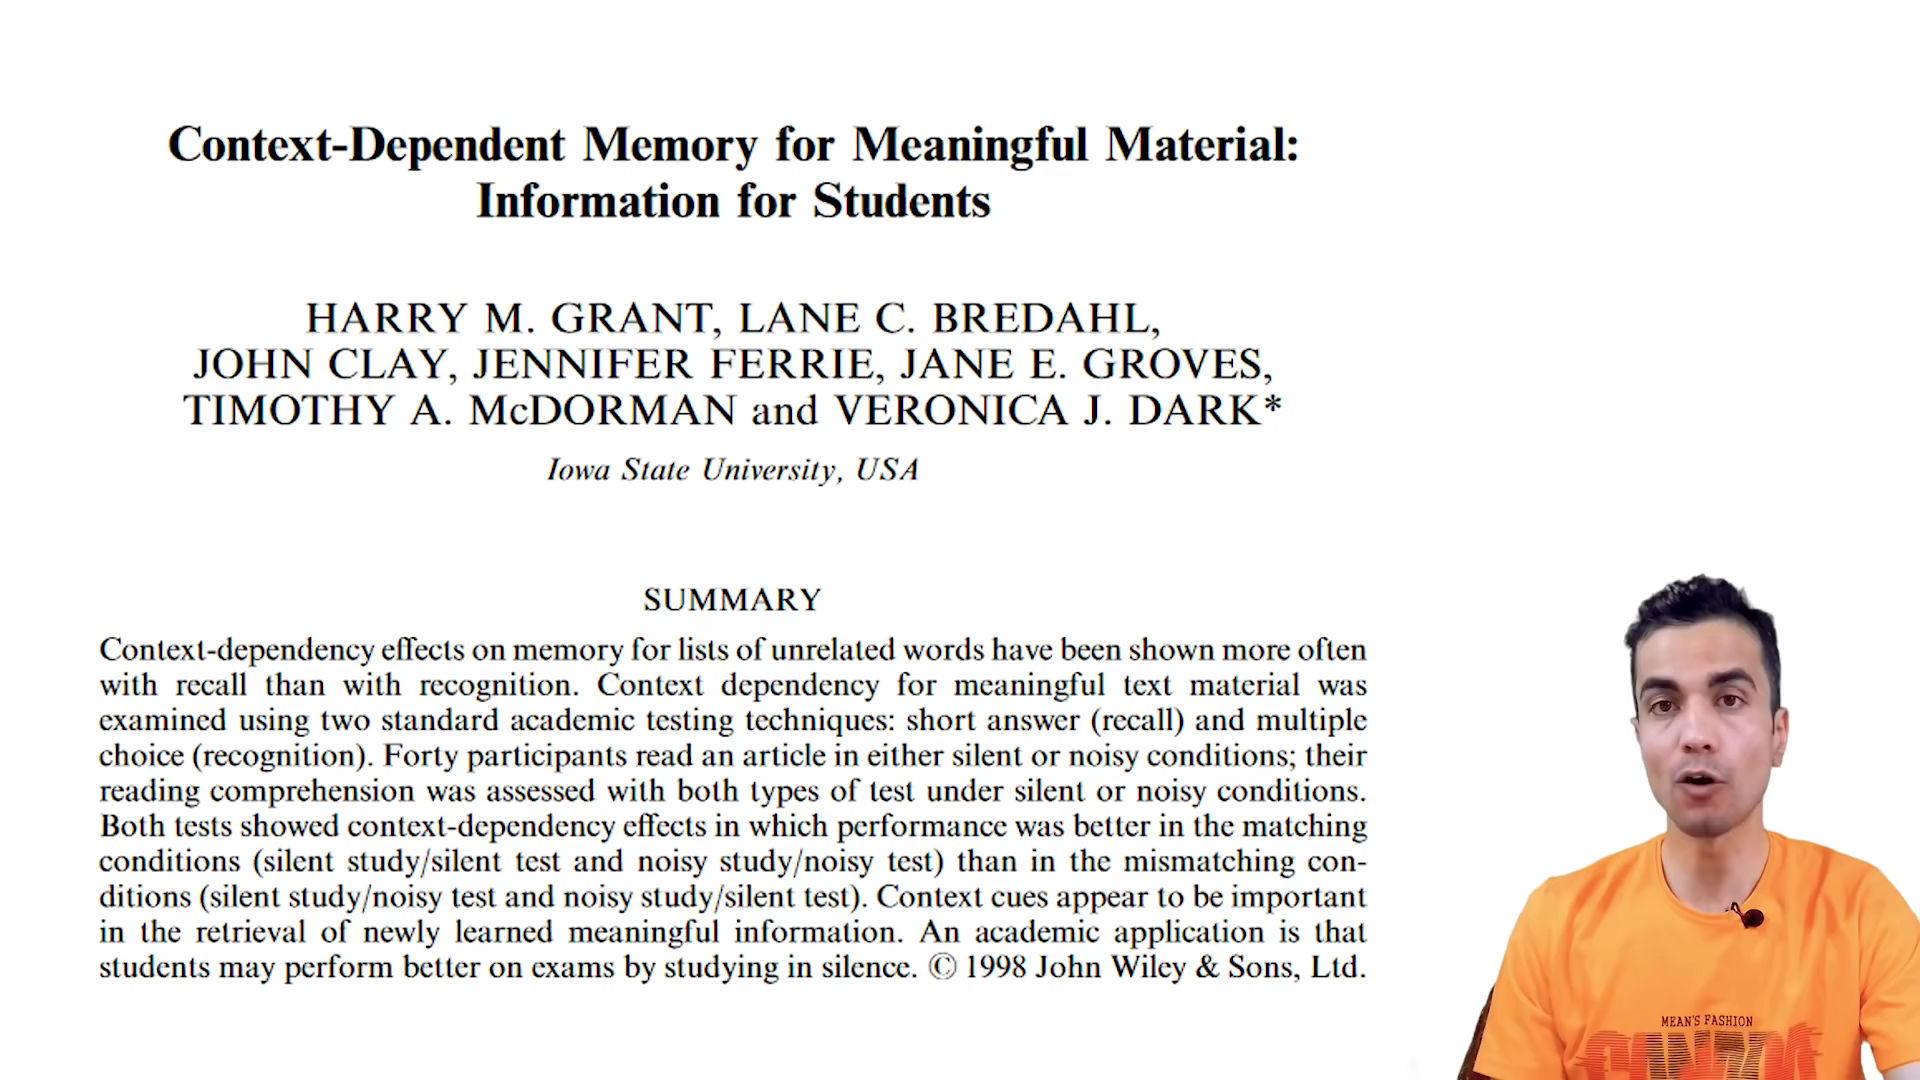 Context-Dependent Memory for Meaningful Material:
Information for Students
HARRY M. GRANT, LANE C. BREDAHL,
JOHN CLAY, JENNIFER FERRIE, JANE E. GROVES,
TIMOTHY A. McDORMAN and VERONICA J. DARK*
Iowa State University, USA
SUMMARY
Context-dependency effects on memory for lists of unrelated words have been shown more often
with recall than with recognition. Context dependency for meaningful text material was
examined using two standard academic testing techniques: short answer (recall) and multiple
choice (recognition). Forty participants read an article in either silent or noisy conditions; their
reading comprehension was assessed with both types of test under silent or noisy conditions.
Both tests showed context-dependency effects in which performance was better in the matching
conditions (silent study/silent test and noisy study/noisy test) than in the mismatching con-
ditions (silent study/noisy test and noisy study/silent test). Context cues appear to be important
in the retrieval of newly learned meaningful information. An academic application is that
students may perform better on exams by studying in silence. © 1998 John Wiley & Sons, Ltd.
MEAN'S FASHION